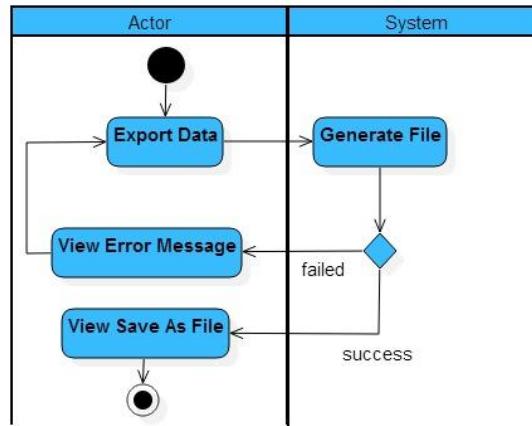 Actor
System
Export Data
Generate File
View Error Message
failed
View Save As File
success